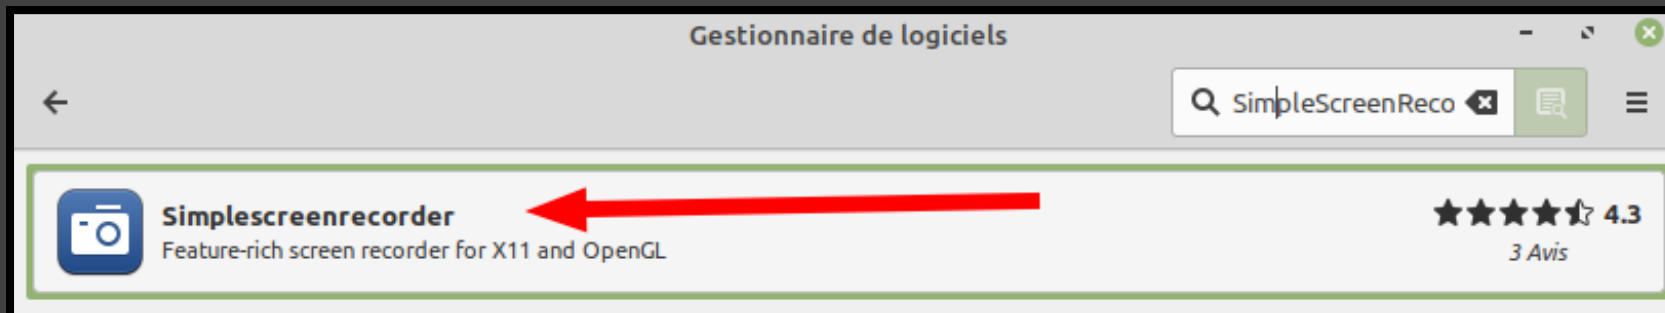 Gestionnaire de logiciels
SimpleScreenReco
Simplescreenrecorder
4.3
Feature-rich screen recorder for X11 and OpenGL
3 Avis